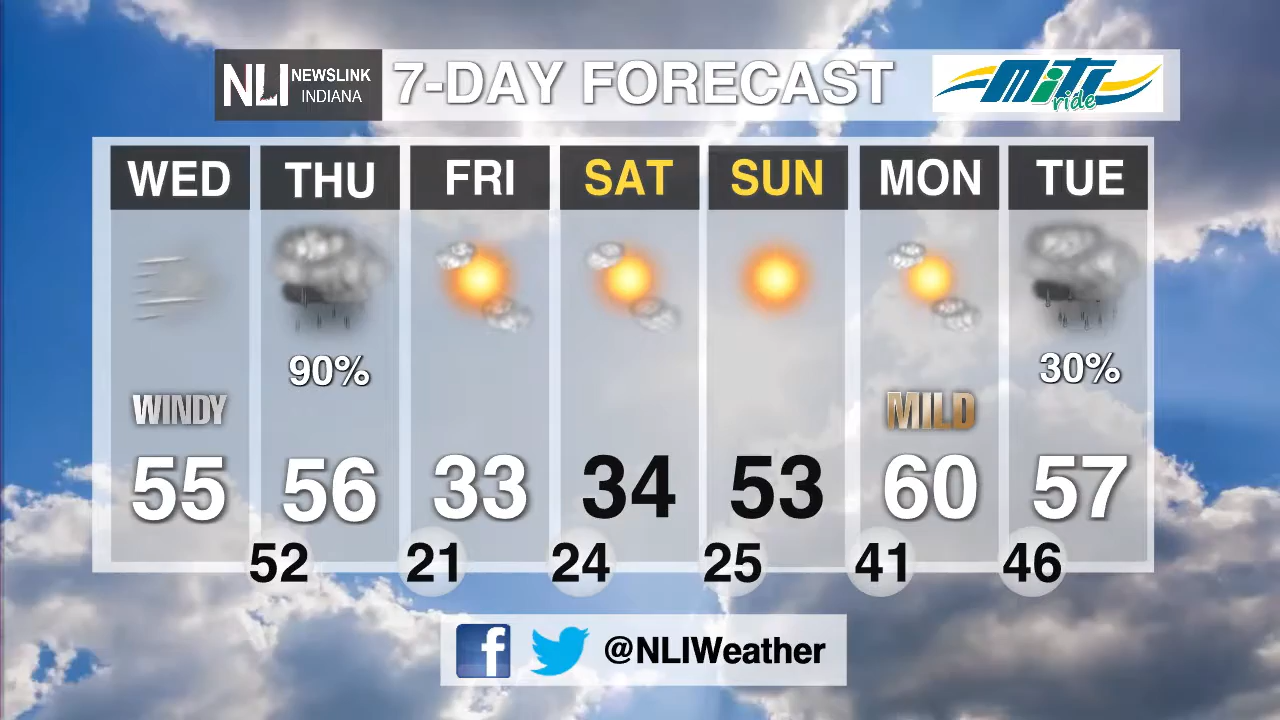 NLI NEWSLINK INDIANA 7-DAY FORECAST MITS ride
WED THU FRI SAT SUN MON TUE
90% 30%
WINDY MILD
55 56 33 34 53 60 57
52 21 24 25 41 46
f @NLIWeather